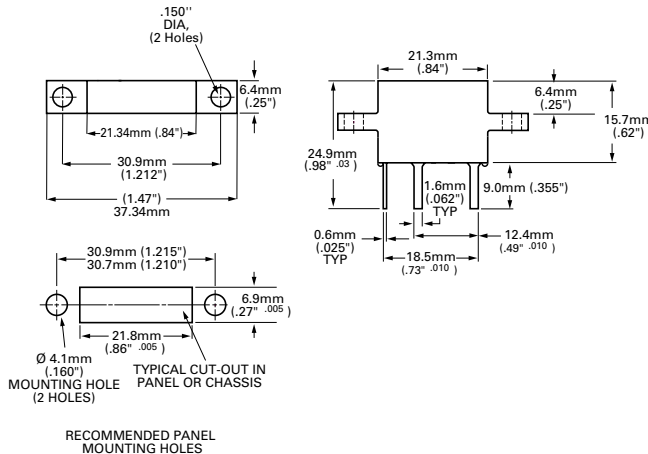 .150"
DIA,
(2 Holes)
6.4mm
(.25")
21.34mm (.84")
30.9mm
(1.212")
(1.47")
37.34mm
21.3mm
(.84")
6.4mm
(.25")
15.7mm
(.62")
24.9mm
(.98" .03 )
1.6mm
(.062")
TYP
9.0mm (.355")
0.6mm
(.025")
TYP
12.4mm
(.49" .010 )
18.5mm
(.73" .010 )
30.9mm (1.215")
30.7mm (1.210")
6.9mm
(.27" .005 )
21.8mm
(.86" .005 )
Ø 4.1mm
(.160")
MOUNTING HOLE
(2 HOLES)
TYPICAL CUT-OUT IN
PANEL OR CHASSIS
RECOMMENDED PANEL
MOUNTING HOLES